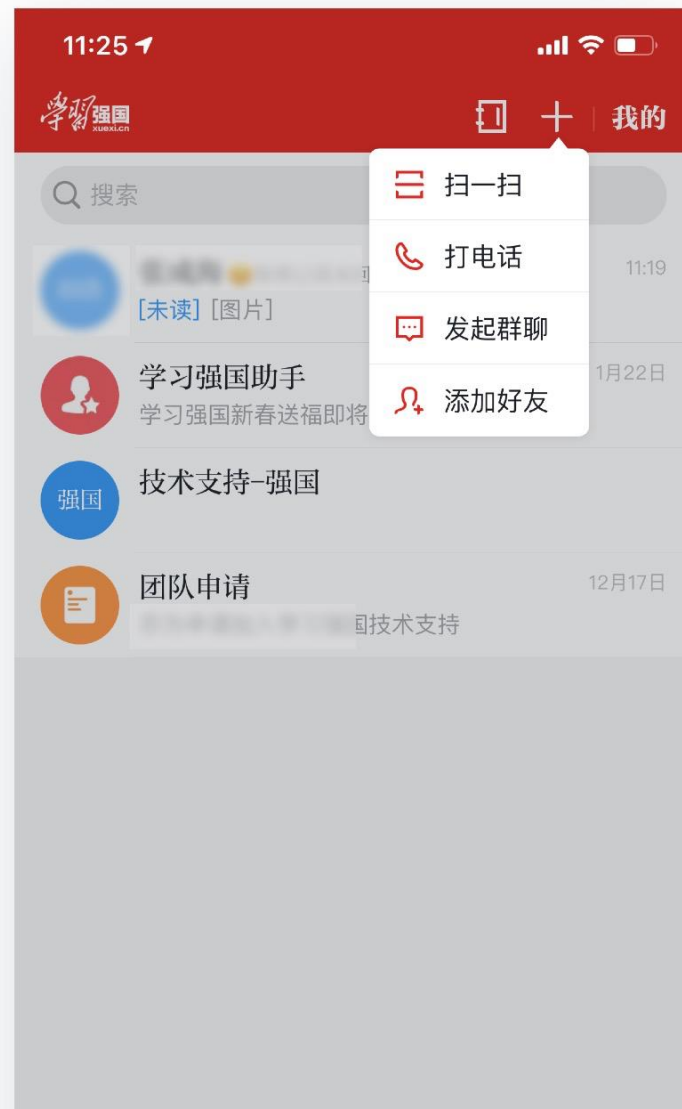 11:25
學習强国
xuexi.cn
我的
搜索
扫一扫
打电话
发起群聊
添加好友
11:19
[未读] [图片]
学习强国助手
1月22日
学习强国新春送福即将
强国
技术支持-强国
团队申请
12月17日
国技术支持